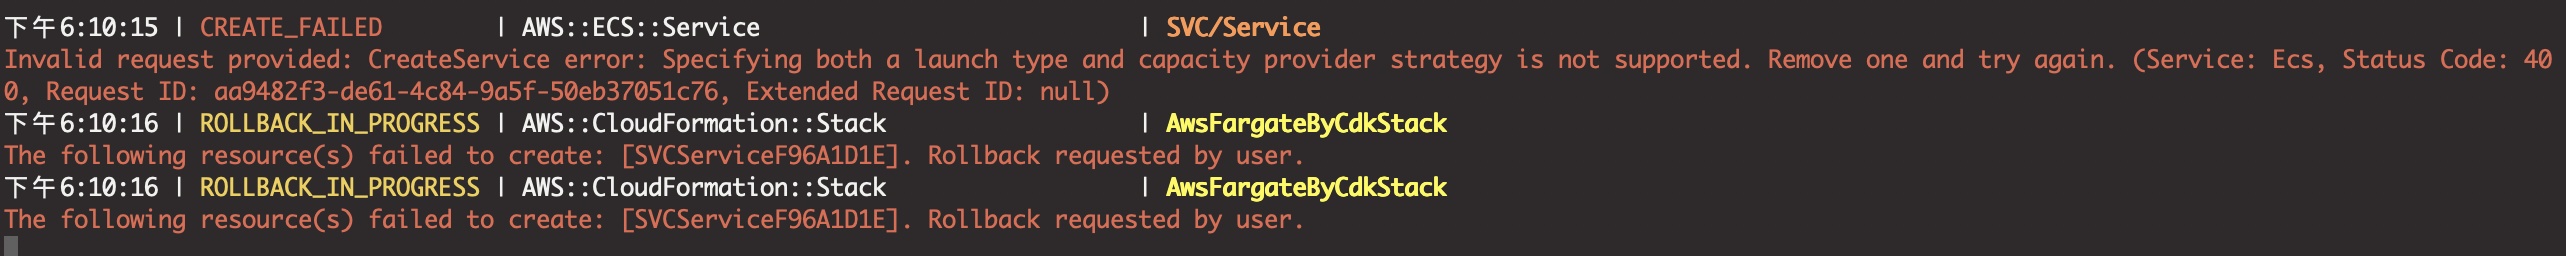 下午6:10:15 | CREATE_FAILED | AWS::ECS::Service | SVC/Service
Invalid request provided: CreateService error: Specifying both a launch type and capacity provider strategy is not supported. Remove one and try again. (Service: Ecs, Status Code: 40
0, Request ID: aa9482f3-de61-4c84-9a5f-50eb37051c76, Extended Request ID: null)
下午6:10:16 | ROLLBACK_IN_PROGRESS | AWS::CloudFormation::Stack | AwsFargateByCdkStack
The following resource(s) failed to create: [SVCServiceF96A1D1E]. Rollback requested by user.
下午6:10:16 | ROLLBACK_IN_PROGRESS | AWS::CloudFormation::Stack | AwsFargateByCdkStack
The following resource(s) failed to create: [SVCServiceF96A1D1E]. Rollback requested by user.